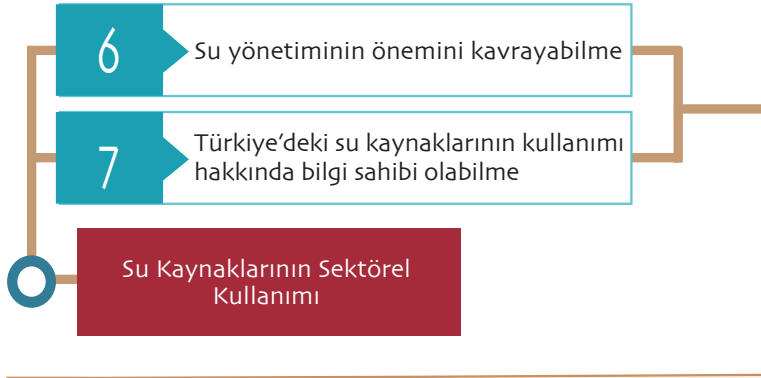 6
Su yönetiminin önemini kavrayabilme
7
Türkiye’deki su kaynaklarının kullanımı
hakkında bilgi sahibi olabilme
Su Kaynaklarının Sektörel
Kullanımı